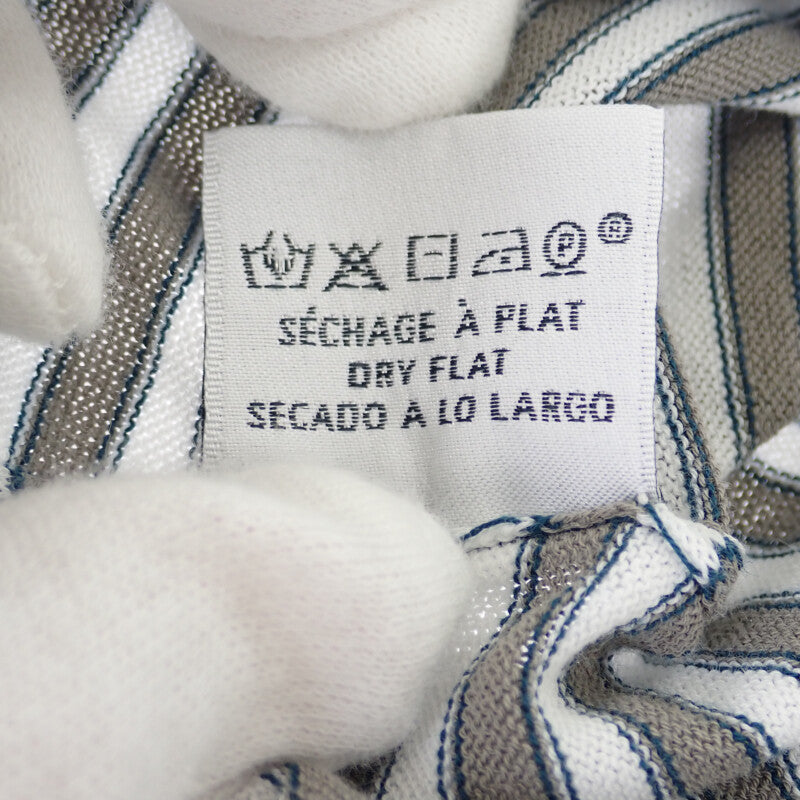 P ®
SÉCHAGE À PLAT
DRY FLAT
SECADO A LO LARGO